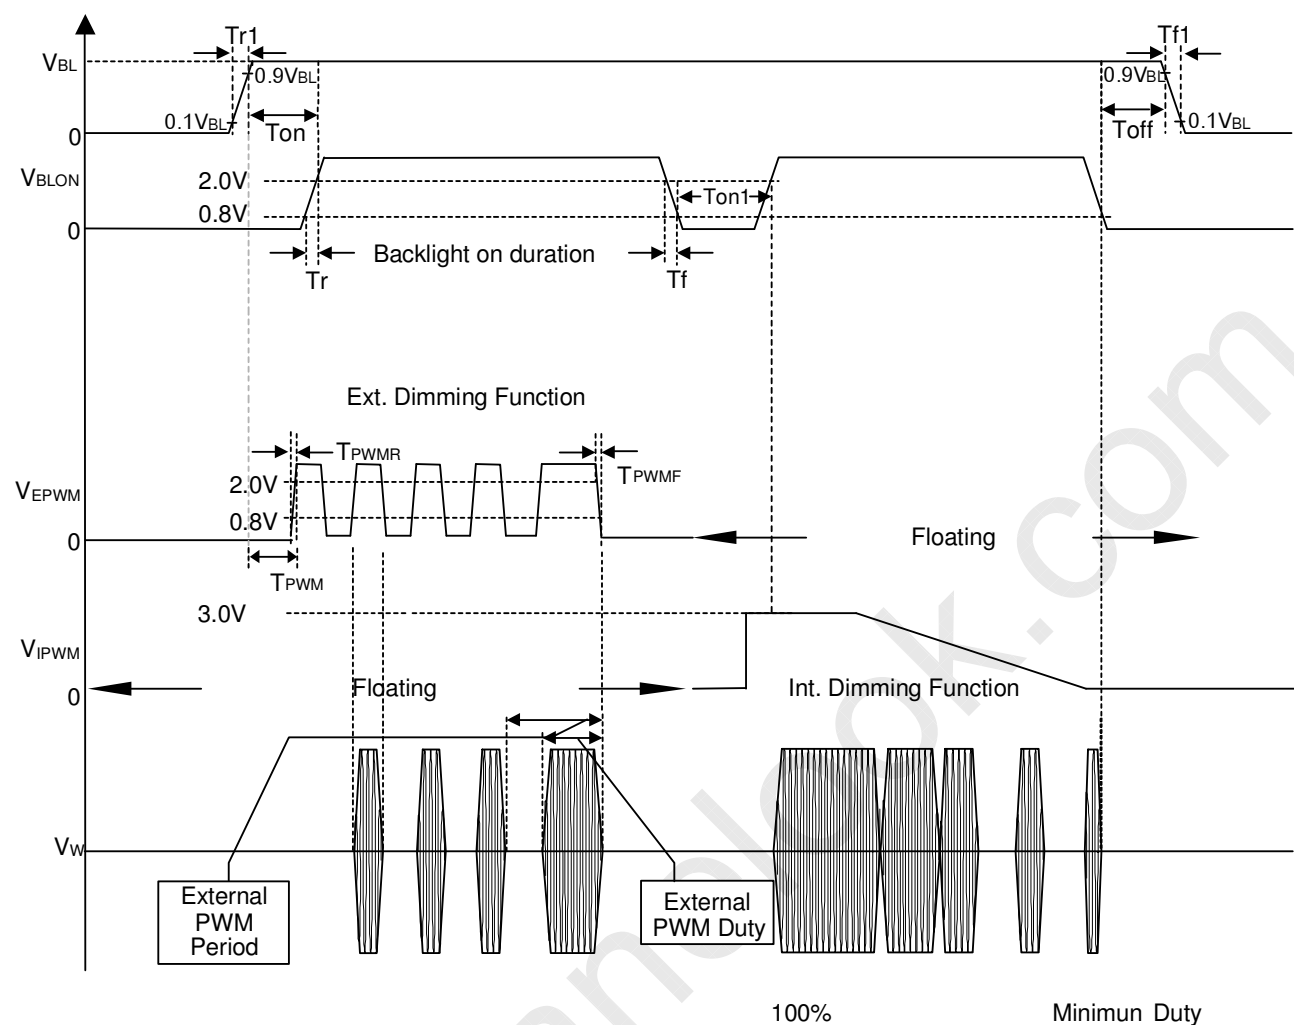 Tr1
Tf1
VBL
0.9VBL
0.9VBL
0.1VBL
Ton
Toff
0.1VBL
0
VBLON
2.0V
Ton1
0.8V
0
Tr
Backlight on duration
Tf
Ext. Dimming Function
TPWMR
TPWMF
VEPWM
2.0V
0.8V
0
Floating
TPWM
3.0V
VIPWM
0
Floating
Int. Dimming Function
VW
External
PWM
Period
External
PWM Duty
100%
Minimun Duty
anolook.com